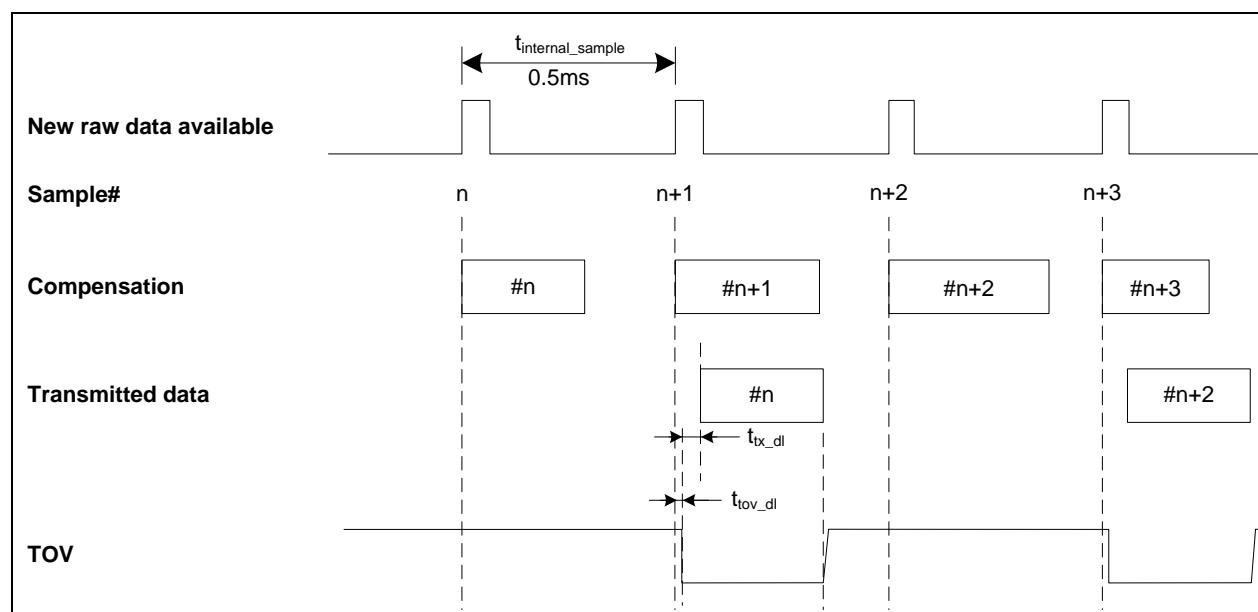 t_internal_sample
0.5ms
New raw data available
Sample#
n n+1 n+2 n+3
Compensation
#n #n+1 #n+2 #n+3
Transmitted data
#n #n+2
t_tx_dl
t_tov_dl
TOV